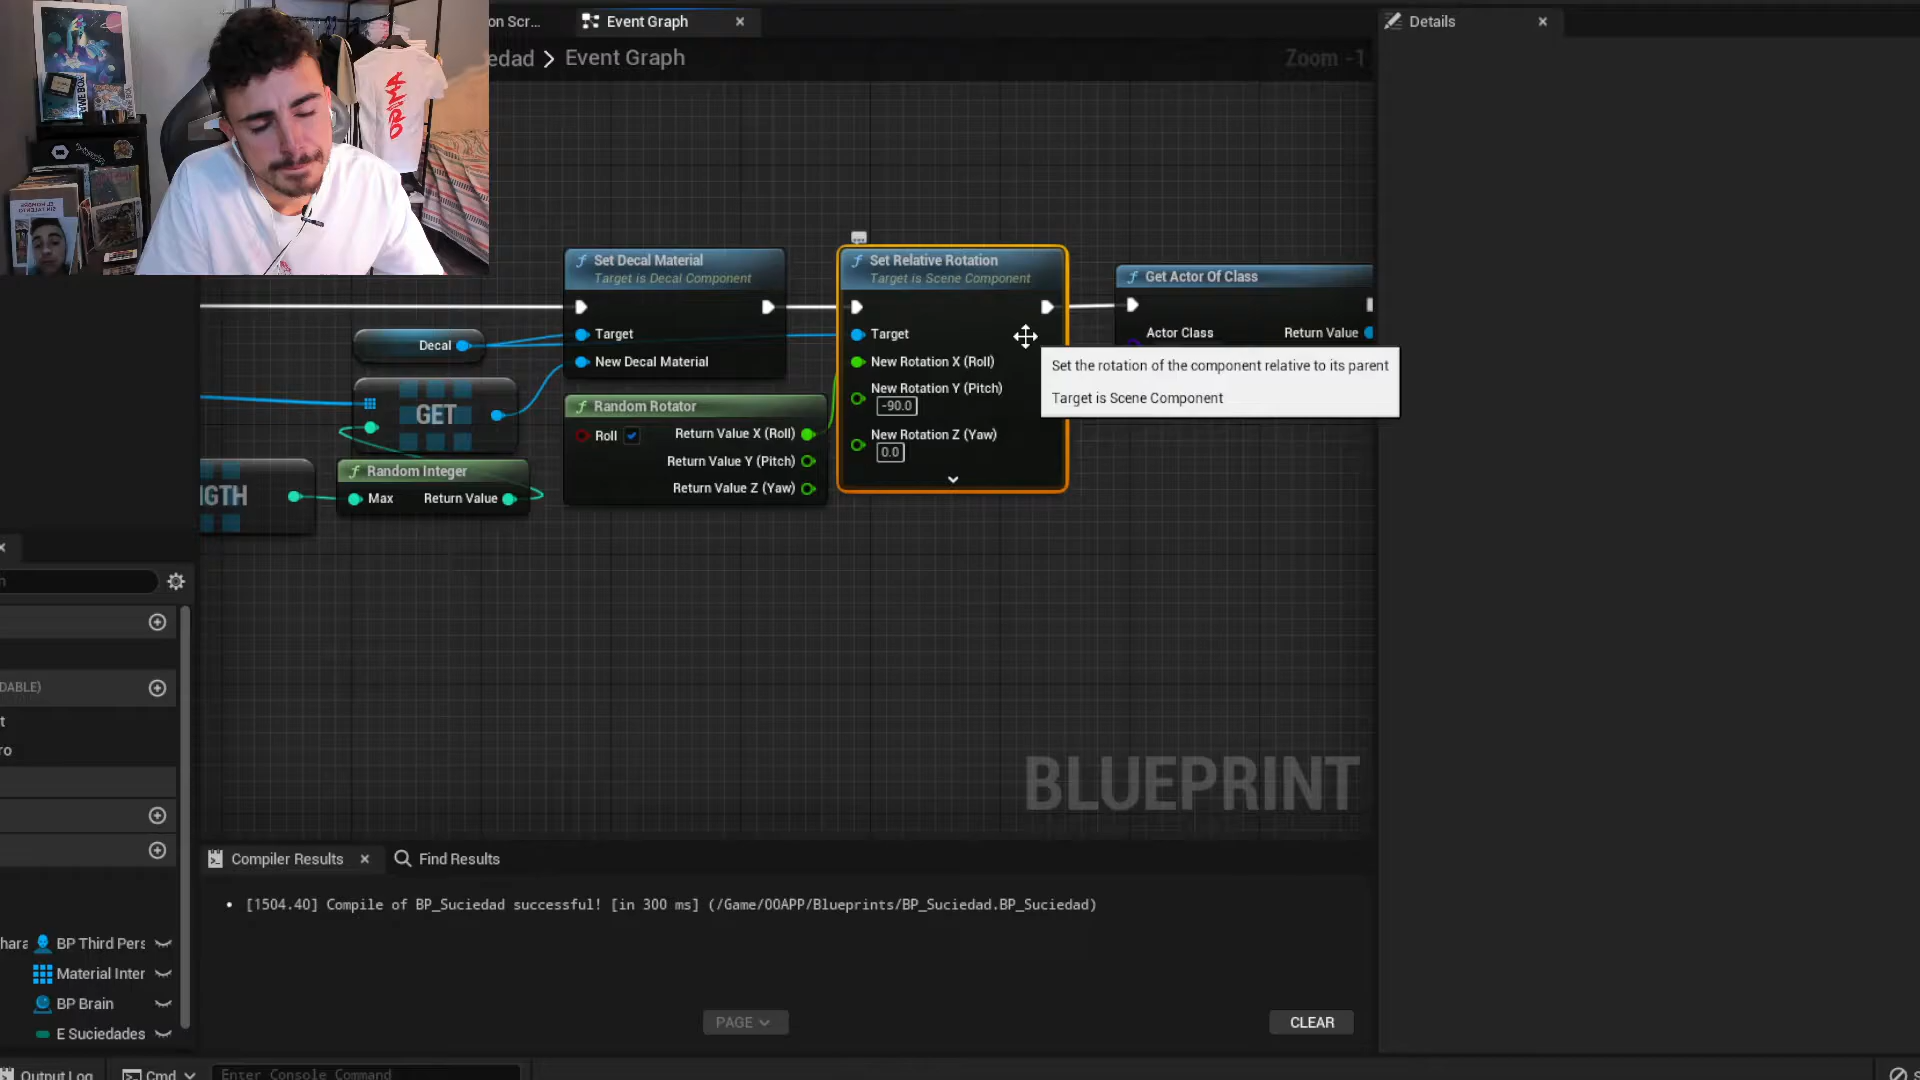 on Scr...
Event Graph
Details
edad > Event Graph
Zoom -1
Set Decal Material
Target is Decal Component
Target
New Decal Material
Set Relative Rotation
Target is Scene Component
Target
New Rotation X (Roll)
New Rotation Y (Pitch)
-90.0
New Rotation Z (Yaw)
0.0
Get Actor Of Class
Actor Class
Return Value
Set the rotation of the component relative to its parent
Target is Scene Component
Decal
GET
Random Rotator
Roll
Return Value X (Roll)
Return Value Y (Pitch)
Return Value Z (Yaw)
Random Integer
Max
Return Value
NGTH
DABLE)
t
ro
BLUEPRINT
Compiler Results
Find Results
[1504.40] Compile of BP_Suciedad successful! [in 300 ms] (/Game/00APP/Blueprints/BP_Suciedad.BP_Suciedad)
hara
BP Third Pers
Material Inter
BP Brain
E Suciedades
PAGE
CLEAR
Output Log
Cmd
Enter Console Command